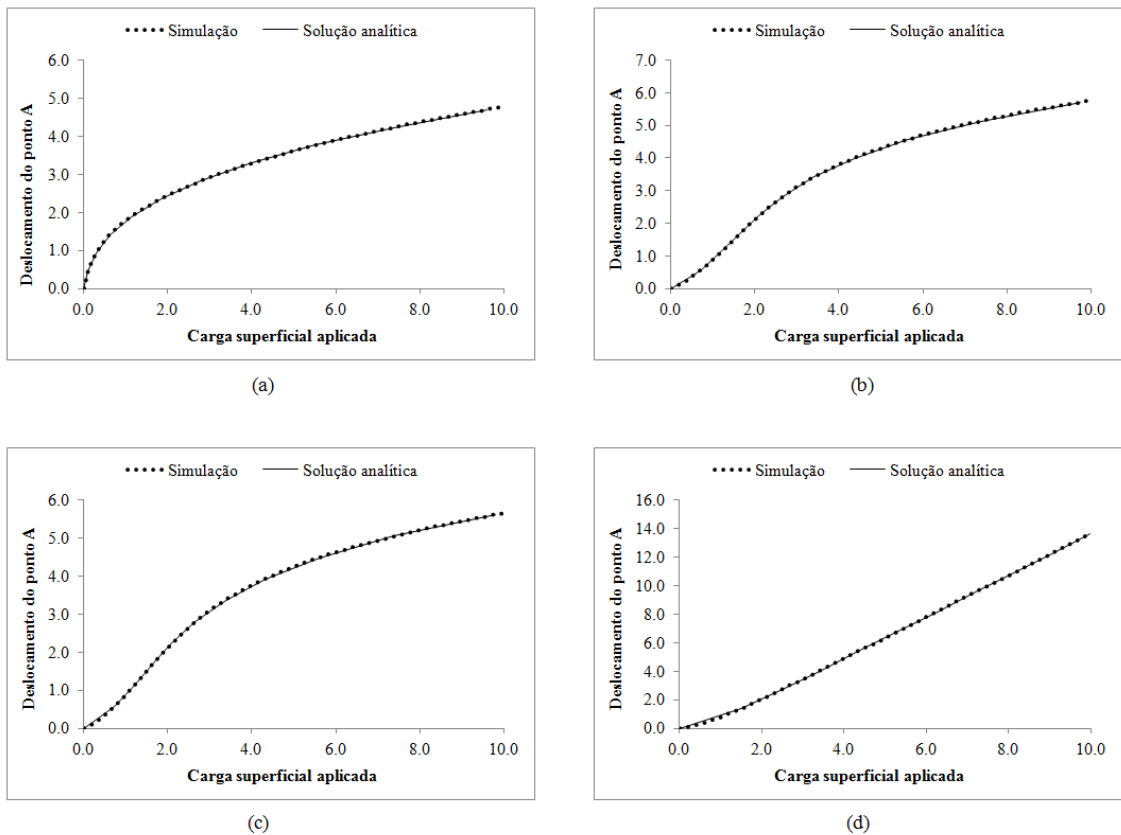 Simulação Solução analítica
6.0
5.0
4.0
3.0
2.0
1.0
0.0
Deslocamento do ponto A
0.0 2.0 4.0 6.0 8.0 10.0
Carga superficial aplicada
(a)
Simulação Solução analítica
7.0
6.0
5.0
4.0
3.0
2.0
1.0
0.0
Deslocamento do ponto A
0.0 2.0 4.0 6.0 8.0 10.0
Carga superficial aplicada
(b)
Simulação Solução analítica
6.0
5.0
4.0
3.0
2.0
1.0
0.0
Deslocamento do ponto A
0.0 2.0 4.0 6.0 8.0 10.0
Carga superficial aplicada
(c)
Simulação Solução analítica
16.0
14.0
12.0
10.0
8.0
6.0
4.0
2.0
0.0
Deslocamento do ponto A
0.0 2.0 4.0 6.0 8.0 10.0
Carga superficial aplicada
(d)